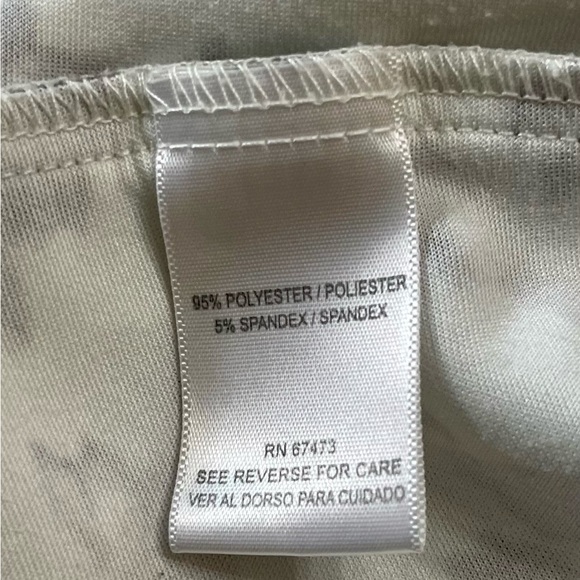 95% POLYESTER / POLIESTER
5% SPANDEX / SPANDEX
RN 67473
SEE REVERSE FOR CARE
VER AL DORSO PARA CUIDADO